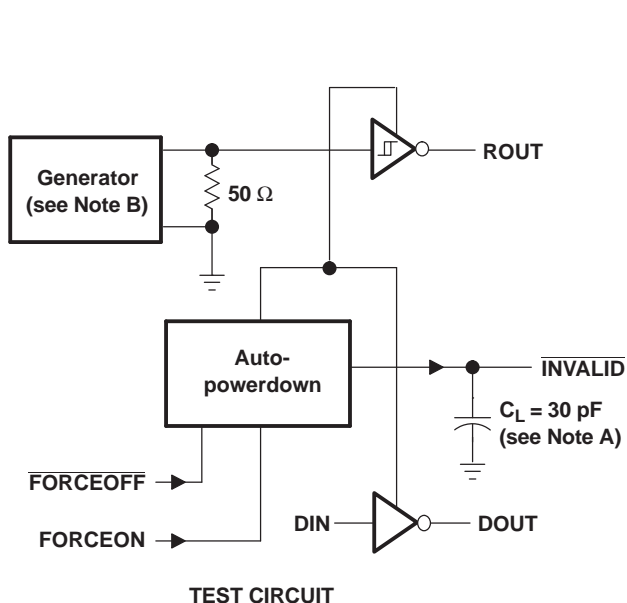 ROUT
Generator
(see Note B)
50 Ω
Auto-
powerdown
INVALID
C_L = 30 pF
(see Note A)
FORCEOFF
FORCEON
DIN
DOUT
TEST CIRCUIT